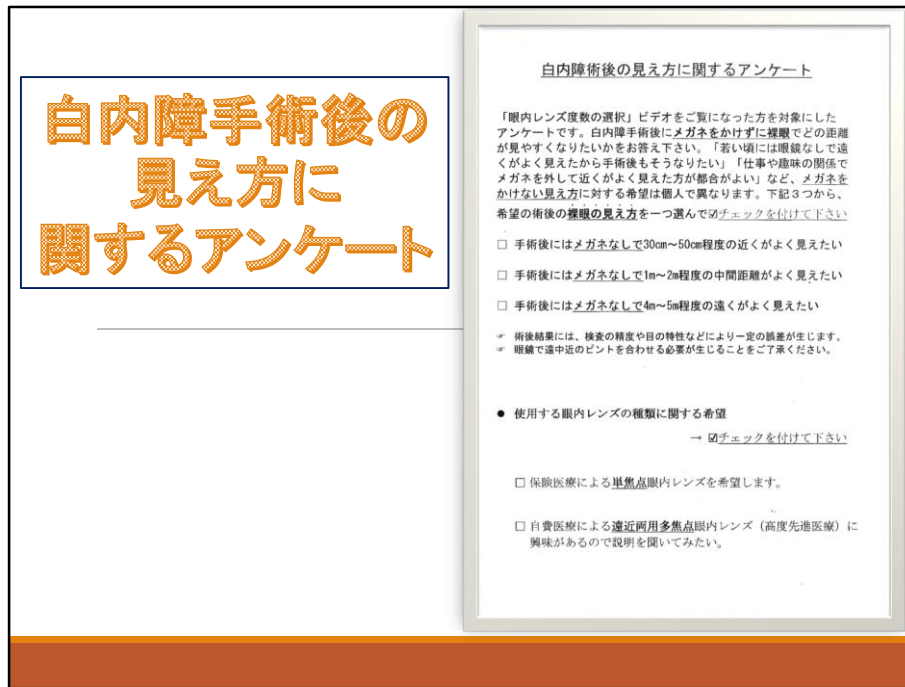 白内障手術後の
見え方に
関するアンケート
白内障術後の見え方に関するアンケート
「眼内レンズ度数の選択」ビデオをご覧になった方を対象にした
アンケートです。白内障手術後にメガネをかけずに裸眼でどの距離
が見やすくなりたいかをお答え下さい。「若い頃には眼鏡なしで遠
くがよく見えたから手術後もそうなりたい」「仕事や趣味の関係で
メガネを外して近くがよく見えた方が都合がよい」など、メガネを
かけない見え方に対する希望は個人で異なります。下記3つから、
希望の術後の裸眼の見え方を一つ選んで☑チェックを付けて下さい
□ 手術後にはメガネなしで30cm～50cm程度の近くがよく見えたい
□ 手術後にはメガネなしで1m～2m程度の中間距離がよく見えたい
□ 手術後にはメガネなしで4m～5m程度の遠くがよく見えたい
☞ 術後結果には、検査の精度や目の特性などにより一定の誤差が生じます。
☞ 眼鏡で遠中近のピントを合わせる必要が生じることをご了承ください。
● 使用する眼内レンズの種類に関する希望
→ ☑チェックを付けて下さい
□ 保険医療による単焦点眼内レンズを希望します。
□ 自費医療による遠近両用多焦点眼内レンズ（高度先進医療）に
興味があるので説明を聞いてみたい。